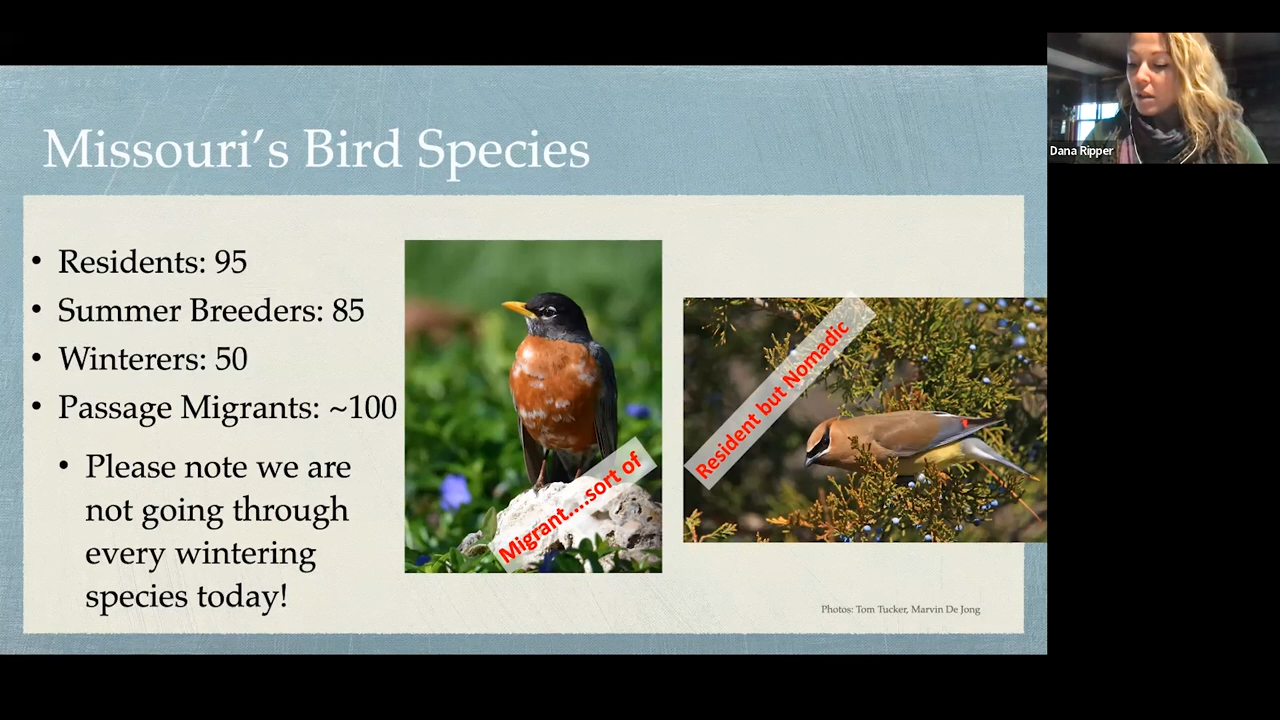 Missouri's Bird Species
• Residents: 95
• Summer Breeders: 85
• Winterers: 50
• Passage Migrants: ~100
• Please note we are
not going through
every wintering
species today!
Migrant....sort of
Resident but Nomadic
Photos: Tom Tucker, Marvin De Jong
Dana Ripper